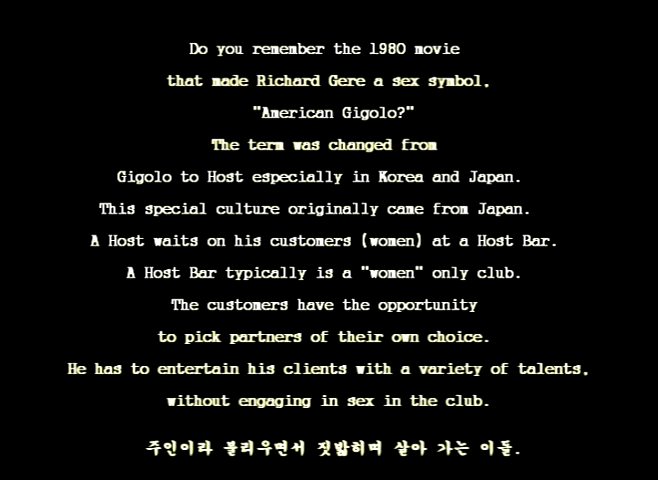 Do you remember the 1980 movie
that made Richard Gere a sex symbol,
"American Gigolo?"
The term was changed from
Gigolo to Host especially in Korea and Japan.
This special culture originally came from Japan.
A Host waits on his customers (women) at a Host Bar.
A Host Bar typically is a "women" only club.
The customers have the opportunity
to pick partners of their own choice.
He has to entertain his clients with a variety of talents,
without engaging in sex in the club.
주인이라 불리우면서 짓밟히며 살아 가는 이들.